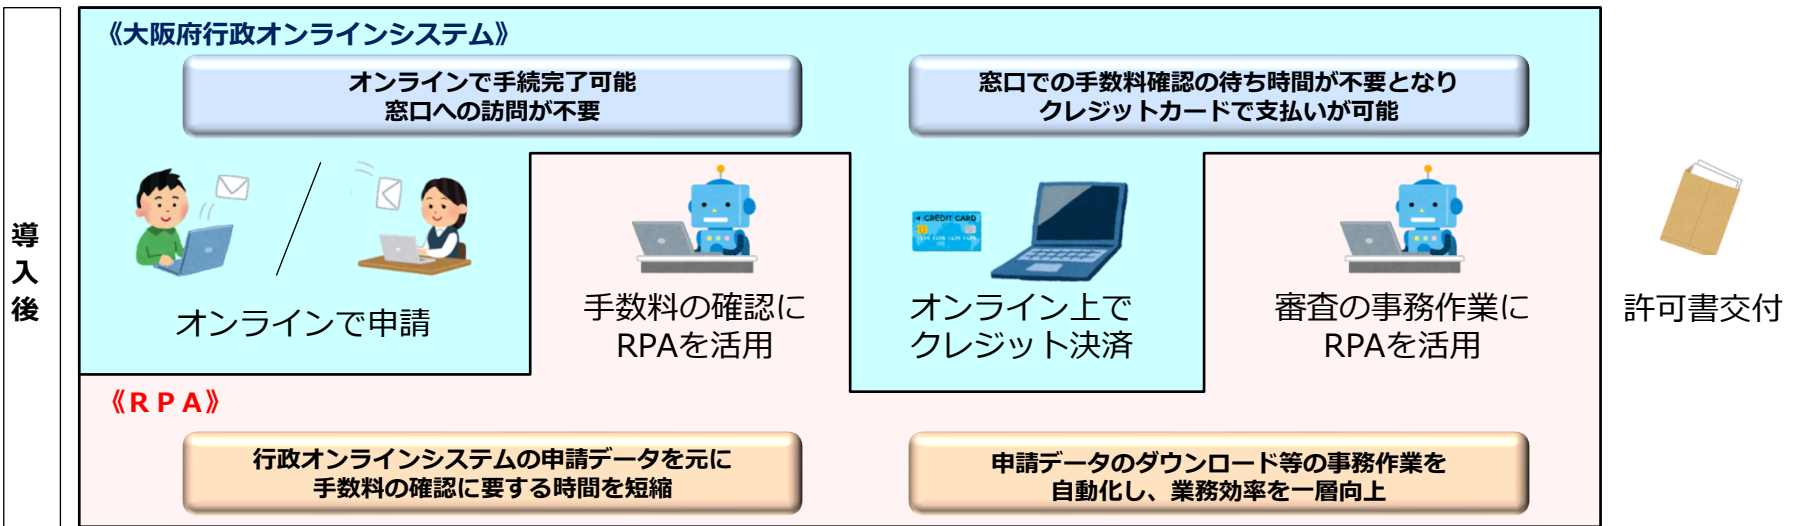 導入後
《大阪府行政オンラインシステム》
オンラインで手続完了可能
窓口への訪問が不要
窓口での手数料確認の待ち時間が不要となり
クレジットカードで支払いが可能
オンラインで申請
手数料の確認に
RPAを活用
CREDIT CARD
オンライン上で
クレジット決済
審査の事務作業に
RPAを活用
許可書交付
《RPA》
行政オンラインシステムの申請データを元に
手数料の確認に要する時間を短縮
申請データのダウンロード等の事務作業を
自動化し、業務効率を一層向上